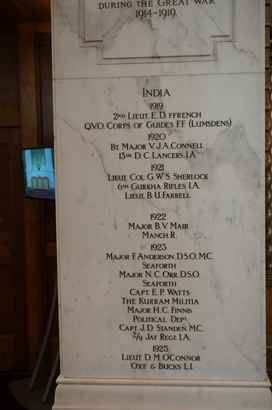 DURING THE GREAT WAR
1914-1919.
INDIA
1919
2ND LIEUT. E. D. FFRENCH
Q.V.O. CORPS OF GUIDES F.F. (LUMSDENS)
1920
BT. MAJOR V. J. A. CONNELL
13TH D. C. LANCERS. I.A.
1921
LIEUT. COL. G. W. S. SHERLOCK
6TH GURKHA RIFLES I.A.
LIEUT. B. U. FARRELL
1922
MAJOR B. V. MAIR
MANCH. R.
1923
MAJOR F. ANDERSON D.S.O. M.C.
SEAFORTH
MAJOR N. C. ORR D.S.O.
SEAFORTH
CAPT. E. P. WATTS
THE KURRAM MILITIA
MAJOR H. C. FINNIS
POLITICAL DEPT.
CAPT. J. D. STANDEN M.C.
2/9 JAT REGT. I.A.
1925
LIEUT. D. M. O'CONNOR
OXF. & BUCKS L.I.